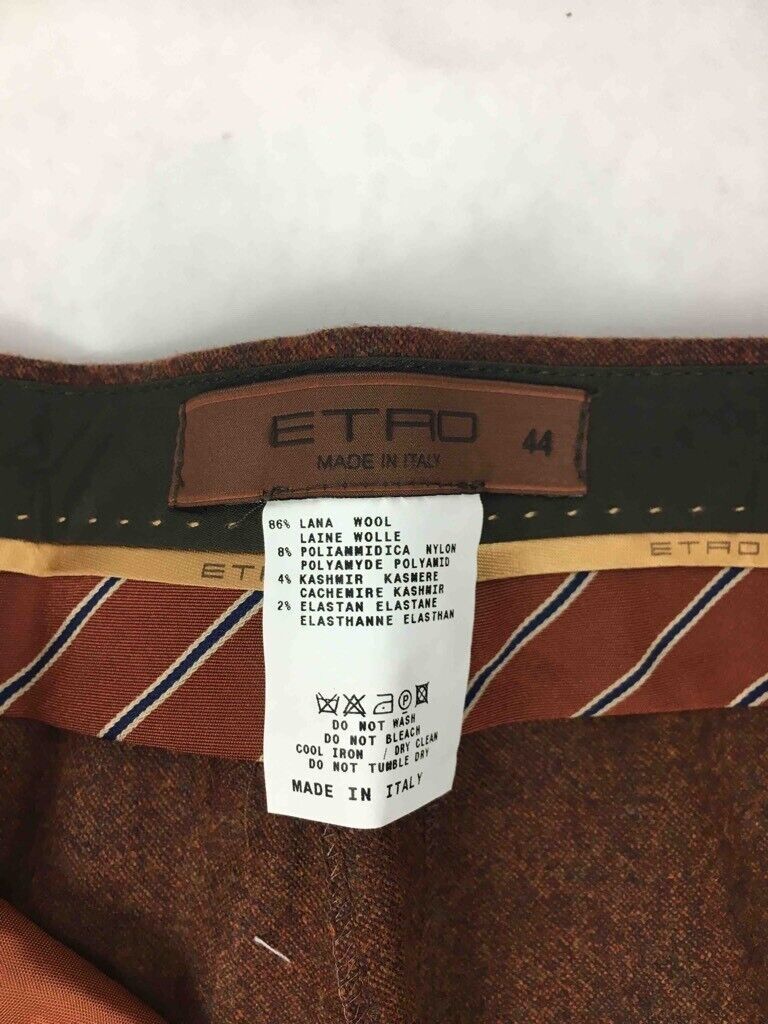 ETRO 44
MADE IN ITALY
86% LANA WOOL
LAINE WOLLE
8% POLIAMMIDICA NYLON
POLYAMYDE POLYAMID
4% KASHMIR KASMERE
CACHEMIRE KASHMIR
2% ELASTAN ELASTANE
ELASTHANNE ELASTHAN
ET
ETRO
DO NOT WASH
DO NOT BLEACH
COOL IRON / DRY CLEAN
DO NOT TUMBLE DRY
MADE IN ITALY